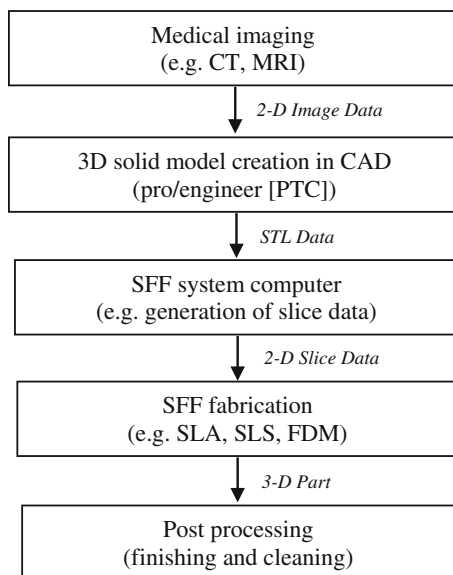 Medical imaging
(e.g. CT, MRI)
2-D Image Data
3D solid model creation in CAD
(pro/engineer [PTC])
STL Data
SFF system computer
(e.g. generation of slice data)
2-D Slice Data
SFF fabrication
(e.g. SLA, SLS, FDM)
3-D Part
Post processing
(finishing and cleaning)